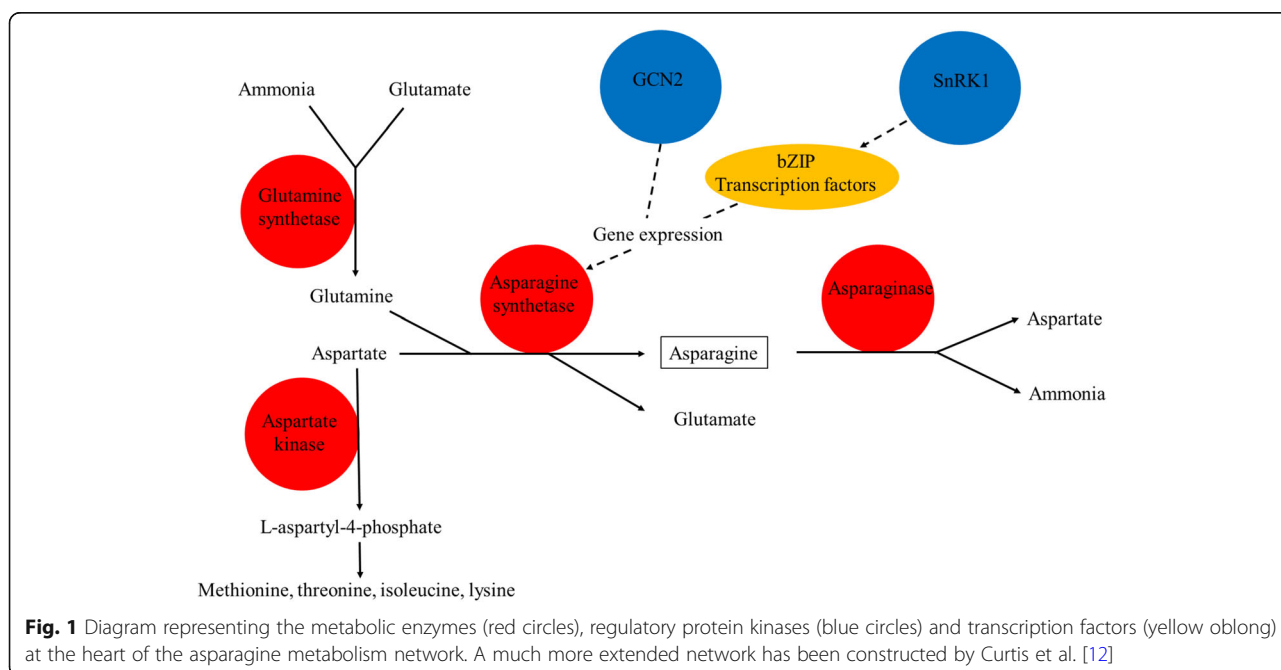 Ammonia
Glutamate
GCN2
SnRK1
bZIP
Transcription factors
Glutamine
synthetase
Gene expression
Glutamine
Asparagine
synthetase
Asparaginase
Aspartate
Aspartate
Asparagine
Ammonia
Glutamate
Aspartate
kinase
L-aspartyl-4-phosphate
Methionine, threonine, isoleucine, lysine
Fig. 1 Diagram representing the metabolic enzymes (red circles), regulatory protein kinases (blue circles) and transcription factors (yellow oblong)
at the heart of the asparagine metabolism network. A much more extended network has been constructed by Curtis et al. [12]